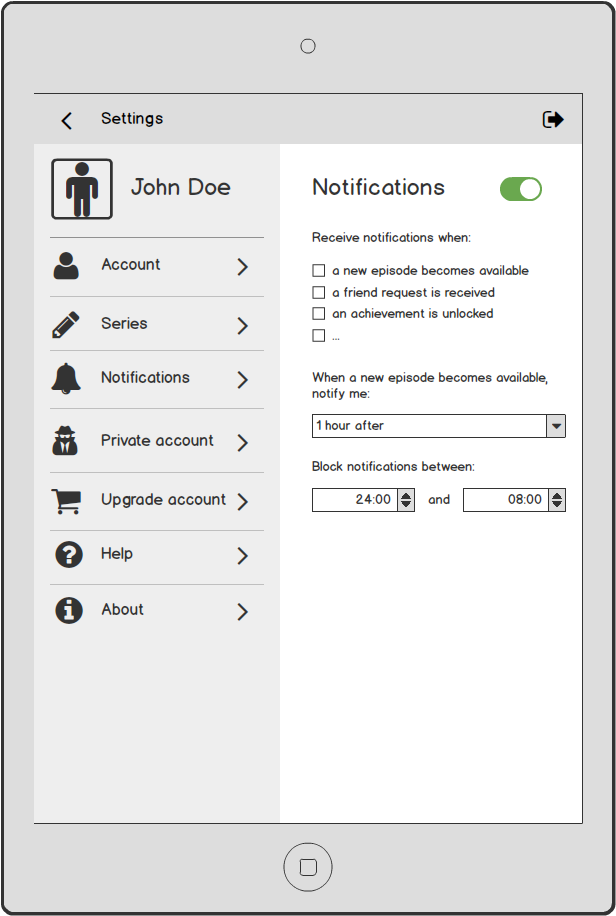 Settings
John Doe
Account
Series
Notifications
Private account
Upgrade account
Help
About
Notifications
Receive notifications when:
a new episode becomes available
a friend request is received
an achievement is unlocked
...
When a new episode becomes available,
notify me:
1 hour after
Block notifications between:
24:00 and 08:00